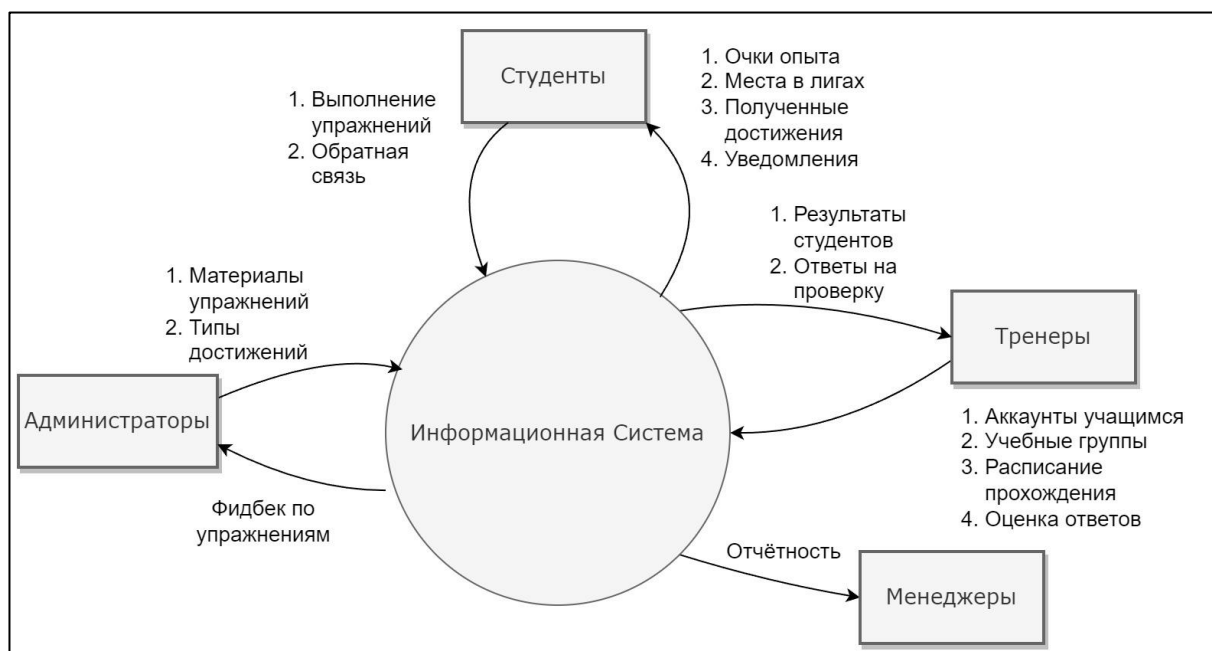 Студенты
1. Выполнение
упражнений
2. Обратная
связь
1. Очки опыта
2. Места в лигах
3. Полученные
достижения
4. Уведомления
1. Результаты
студентов
2. Ответы на
проверку
1. Материалы
упражнений
2. Типы
достижений
Тренеры
Администраторы
Информационная Система
1. Аккаунты учащимся
2. Учебные группы
3. Расписание
прохождения
4. Оценка ответов
Фидбек по
упражнениям
Отчётность
Менеджеры